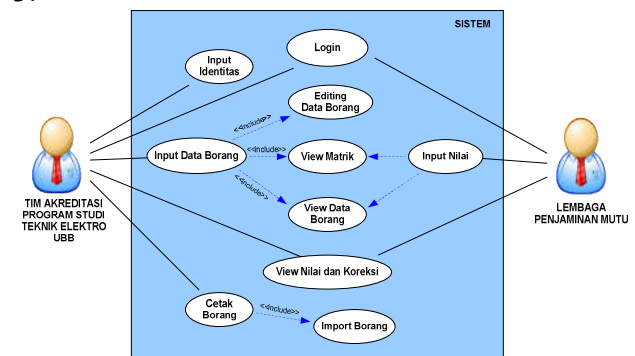 SISTEM
Login
Input
Identitas
Editing
Data Borang
<<include>>
Input Data Borang
<<include>>
View Matrik
Input Nilai
<<include>>
View Data
Borang
TIM AKREDITASI
PROGRAM STUDI
TEKNIK ELEKTRO
UBB
LEMBAGA
PENJAMINAN MUTU
View Nilai dan Koreksi
Cetak
Borang
<<include>>
Import Borang